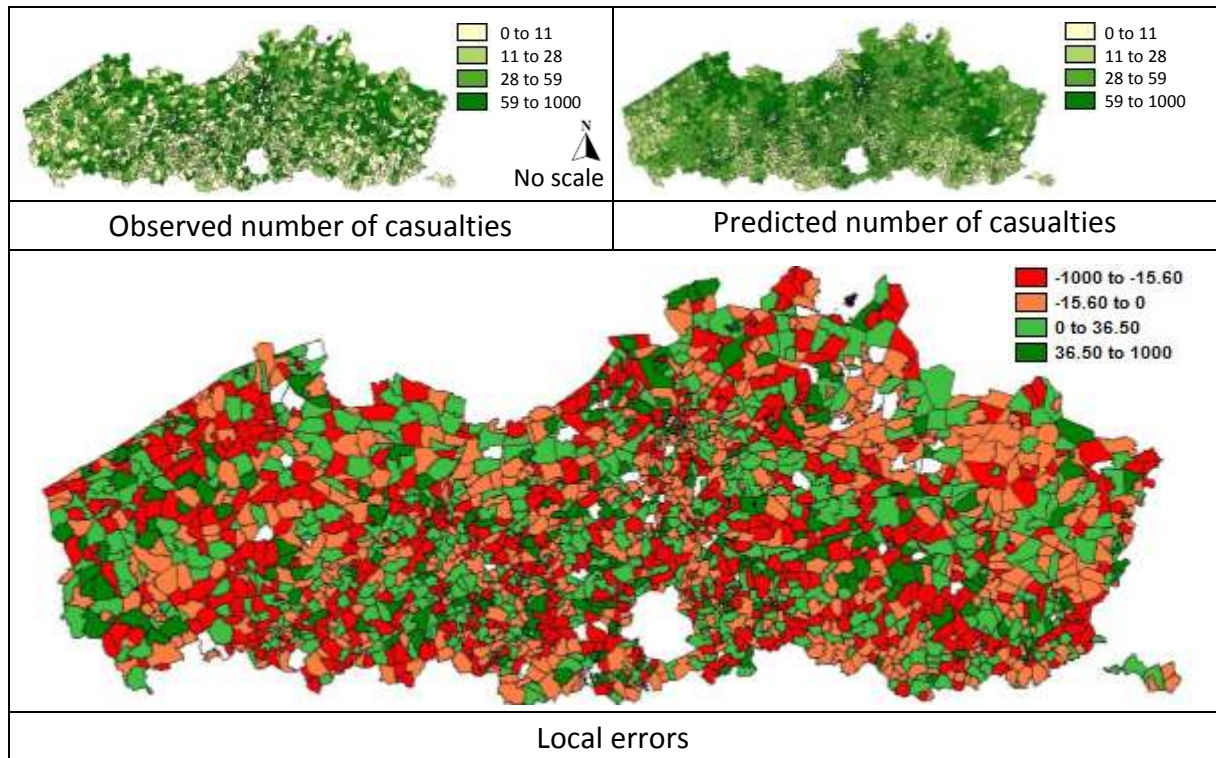 0 to 11
11 to 28
28 to 59
59 to 1000
N
No scale
0 to 11
11 to 28
28 to 59
59 to 1000
Observed number of casualties
Predicted number of casualties
-1000 to -15.60
-15.60 to 0
0 to 36.50
36.50 to 1000
Local errors